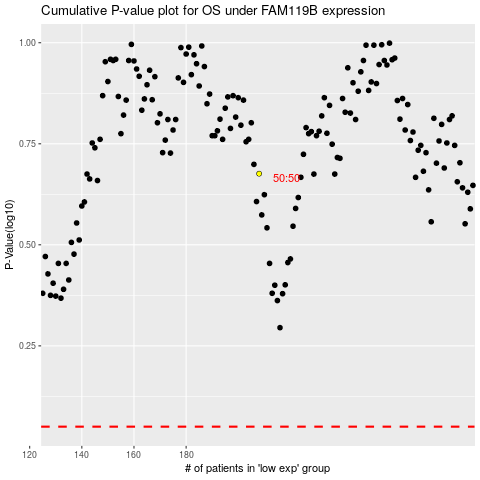 Cumulative P-value plot for OS under FAM119B expression
P-Value(log10)
1.00
0.75
0.50
0.25
50:50
120 140 160 180
# of patients in 'low exp' group